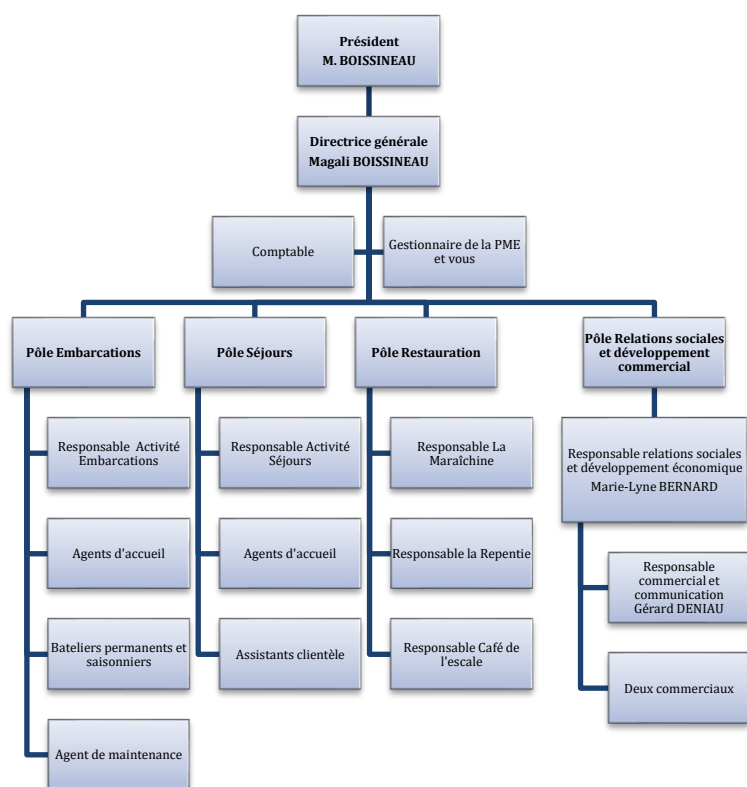 Président
M. BOISSINEAU
Directrice générale
Magali BOISSINEAU
Comptable
Gestionnaire de la PME
et vous
Pôle Embarcations
Pôle Séjours
Pôle Restauration
Pôle Relations sociales
et développement
commercial
Responsable Activité
Embarcations
Agents d'accueil
Bateliers permanents et
saisonniers
Agent de maintenance
Responsable Activité
Séjours
Agents d'accueil
Assistants clientèle
Responsable La
Maraîchine
Responsable la Repentie
Responsable Café de
l'escale
Responsable relations sociales
et développement économique
Marie-Lyne BERNARD
Responsable
commercial et
communication
Gérard DENIAU
Deux commerciaux